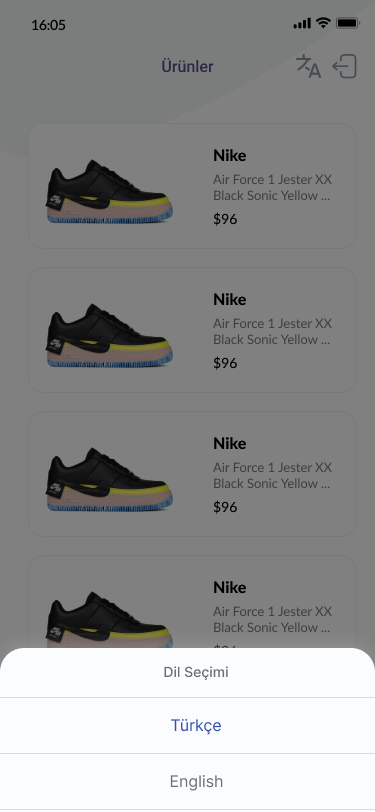 16:05
Ürünler
Nike
Air Force 1 Jester XX
Black Sonic Yellow ...
$96
Nike
Air Force 1 Jester XX
Black Sonic Yellow ...
$96
Nike
Air Force 1 Jester XX
Black Sonic Yellow ...
$96
Nike
Air Force 1 Jester XX
Black Sonic Yellow ...
Dil Seçimi
Türkçe
English